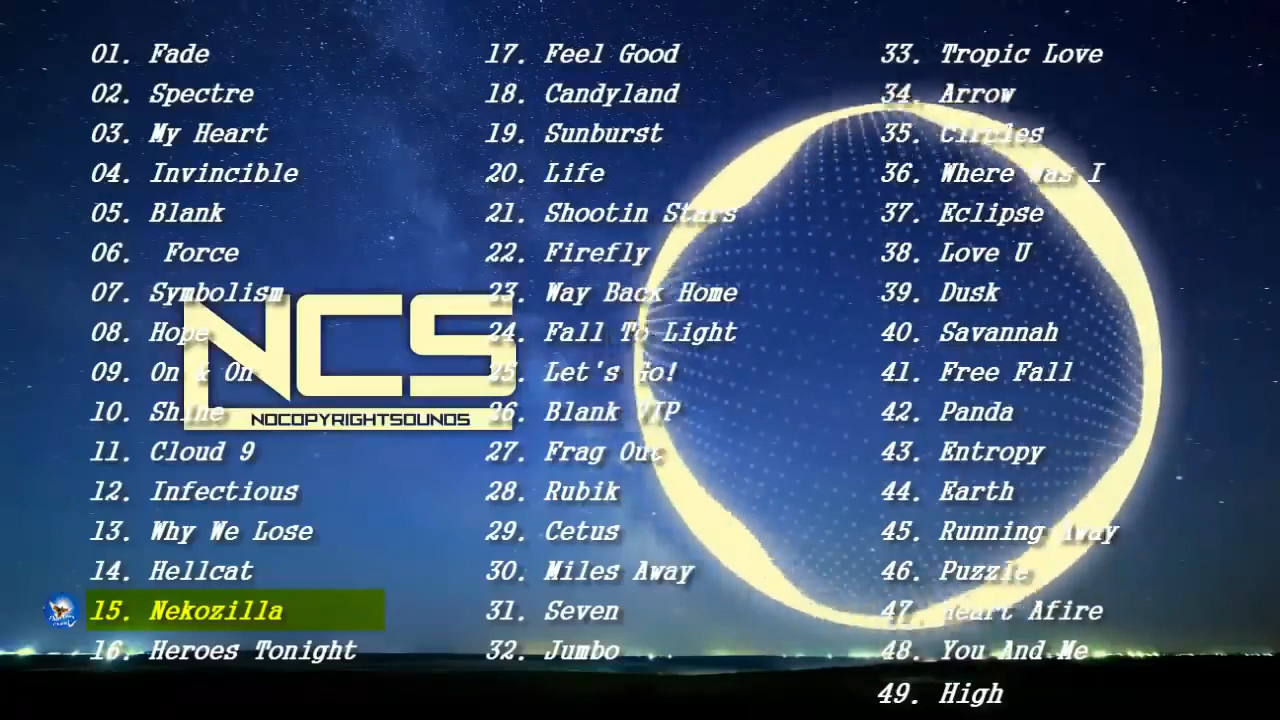 01. Fade
02. Spectre
03. My Heart
04. Invincible
05. Blank
06. Force
07. Symbolism
08. Hope
09. On & On
10. Shine
11. Cloud 9
12. Infectious
13. Why We Lose
14. Hellcat
15. Nekozilla
16. Heroes Tonight
NCS
NOCOPYRIGHTSOUNDS
17. Feel Good
18. Candyland
19. Sunburst
20. Life
21. Shootin Stars
22. Firefly
23. Way Back Home
24. Fall To Light
25. Let's Go!
26. Blank VIP
27. Frag Out
28. Rubik
29. Cetus
30. Miles Away
31. Seven
32. Jumbo
33. Tropic Love
34. Arrow
35. Circles
36. Where Was I
37. Eclipse
38. Love U
39. Dusk
40. Savannah
41. Free Fall
42. Panda
43. Entropy
44. Earth
45. Running Away
46. Puzzle
47. Heart Afire
48. You And Me
49. High